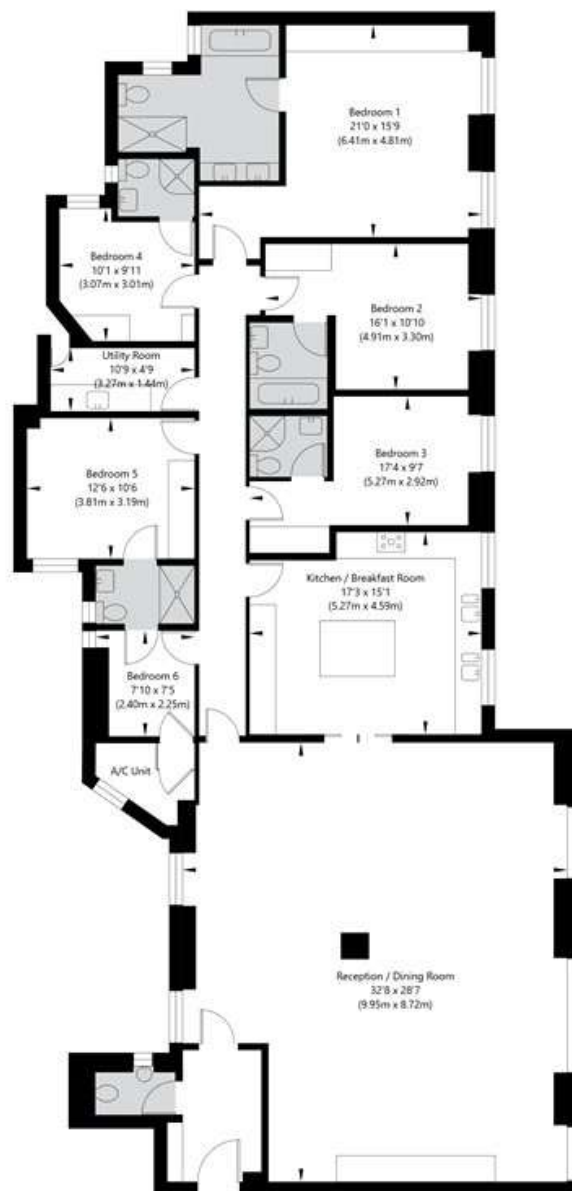 Bedroom 1
21'0 x 15'9
(6.41m x 4.81m)
Bedroom 4
10'1 x 9'11
(3.07m x 3.01m)
Bedroom 2
16'1 x 10'10
(4.91m x 3.30m)
Utility Room
10'9 x 4'9
(3.27m x 1.44m)
Bedroom 3
17'4 x 9'7
(5.27m x 2.92m)
Bedroom 5
12'6 x 10'6
(3.81m x 3.19m)
Kitchen / Breakfast Room
17'3 x 15'1
(5.27m x 4.59m)
Bedroom 6
7'10 x 7'5
(2.40m x 2.25m)
A/C Unit
Reception / Dining Room
32'8 x 28'7
(9.95m x 8.72m)